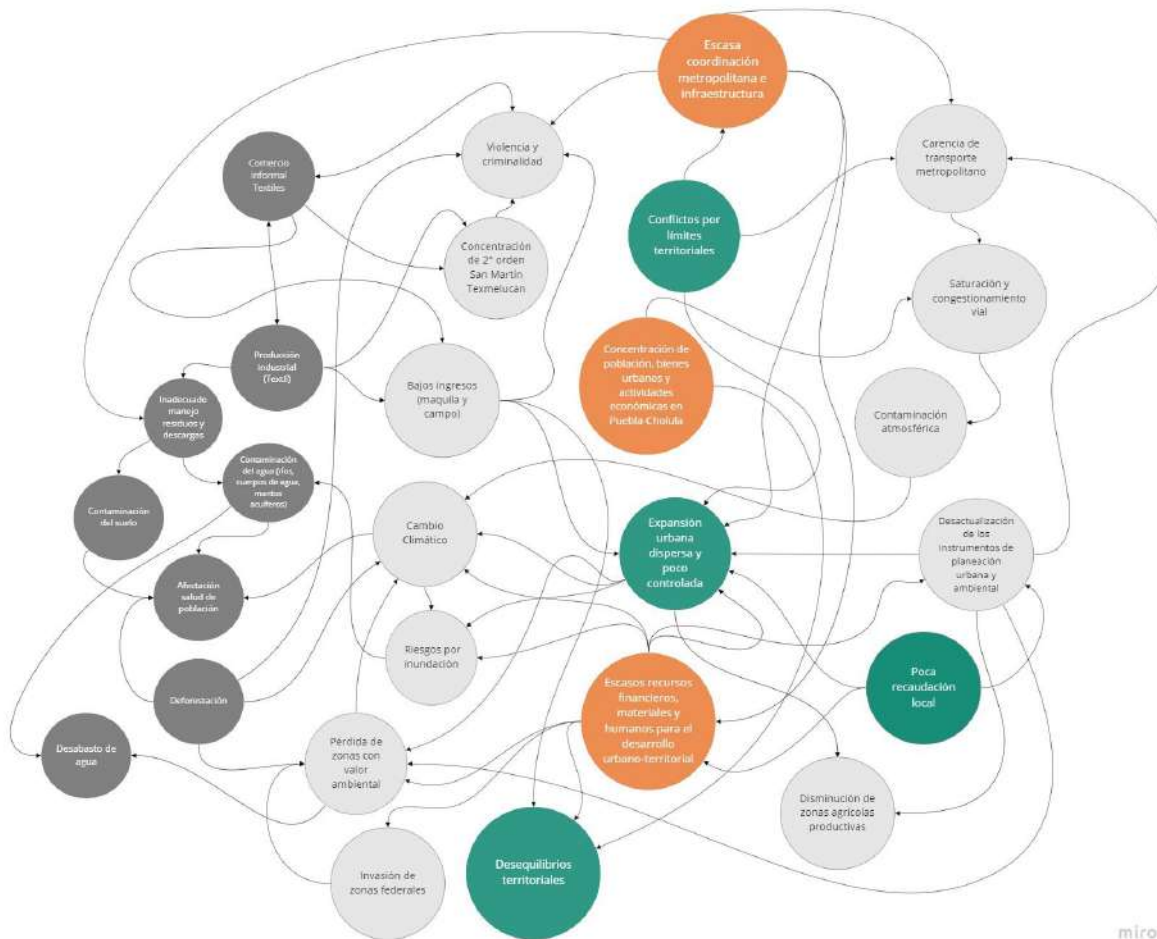 Escasa
coordinación
metropolitana e
infraestructura
Violencia y
criminalidad
Carencia de
transporte
metropolitano
Comercio
informal
Textiles
Conflictos por
límites
territoriales
Concentración
de 2° orden
San Martín
Texmelucan
Saturación y
congestionamiento
vial
Producción
industrial
(Textil)
Concentración de
población, bienes
urbanos y
actividades
económicas en
Puebla-Cholula
Bajos ingresos
(maquila y
campo)
Inadecuado
manejo
residuos y
descargas
Contaminación
atmosférica
Contaminación
del agua (ríos,
cuerpos de agua,
mantos
acuíferos)
Contaminación
del suelo
Cambio
Climático
Expansión
urbana
dispersa y
poco
controlada
Desactualización
de los
instrumentos de
planeación
urbana y
ambiental
Afectación
salud de
población
Riesgos por
inundación
Deforestación
Escasos recursos
financieros,
materiales y
humanos para el
desarrollo
urbano-territorial
Poca
recaudación
local
Desabasto de
agua
Pérdida de
zonas con
valor
ambiental
Disminución de
zonas agrícolas
productivas
Invasión de
zonas federales
Desequilibrios
territoriales
miro